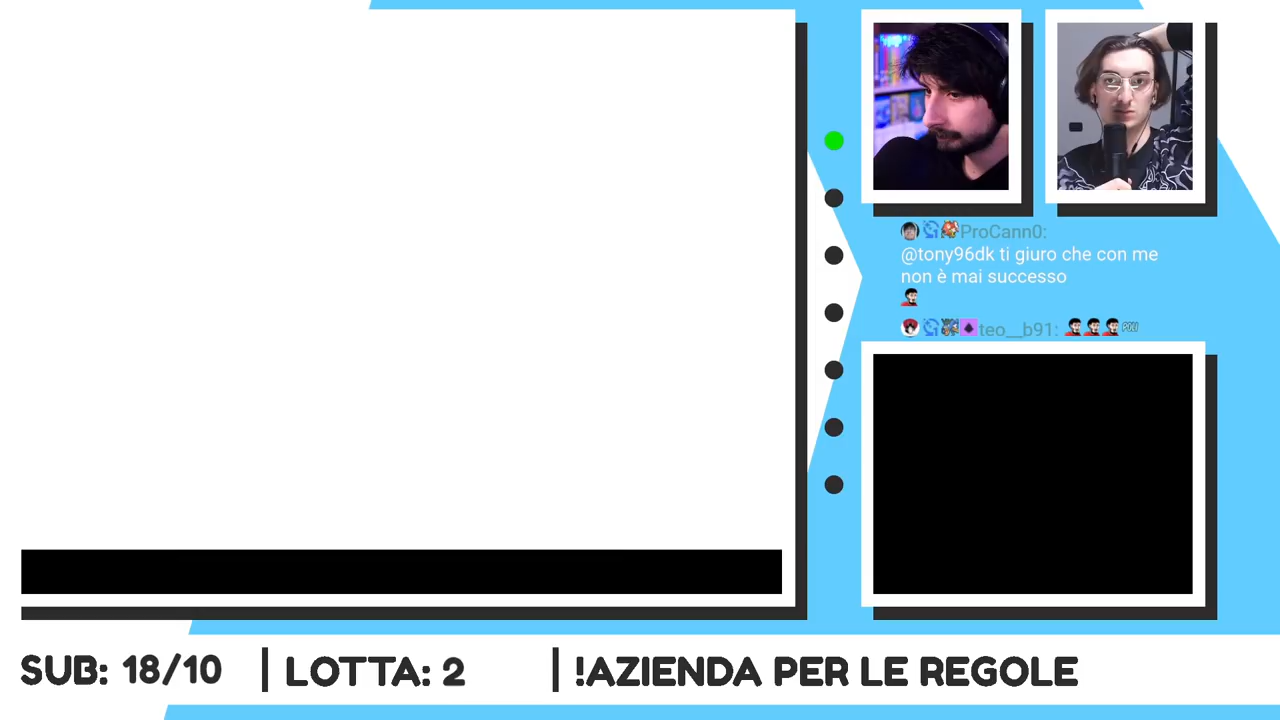 ProCann0:
@tony96dk ti giuro che con me
non è mai successo
teo__b91:
SUB: 18/10 | LOTTA: 2 | !AZIENDA PER LE REGOLE